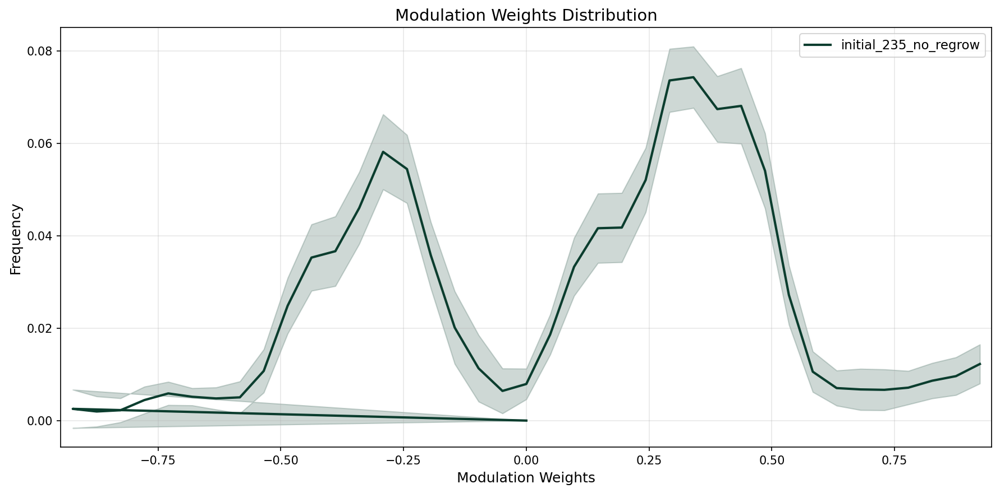 Modulation Weights Distribution
initial_235_no_regrow
Frequency
0.08
0.06
0.04
0.02
0.00
−0.75 −0.50 −0.25 0.00 0.25 0.50 0.75
Modulation Weights